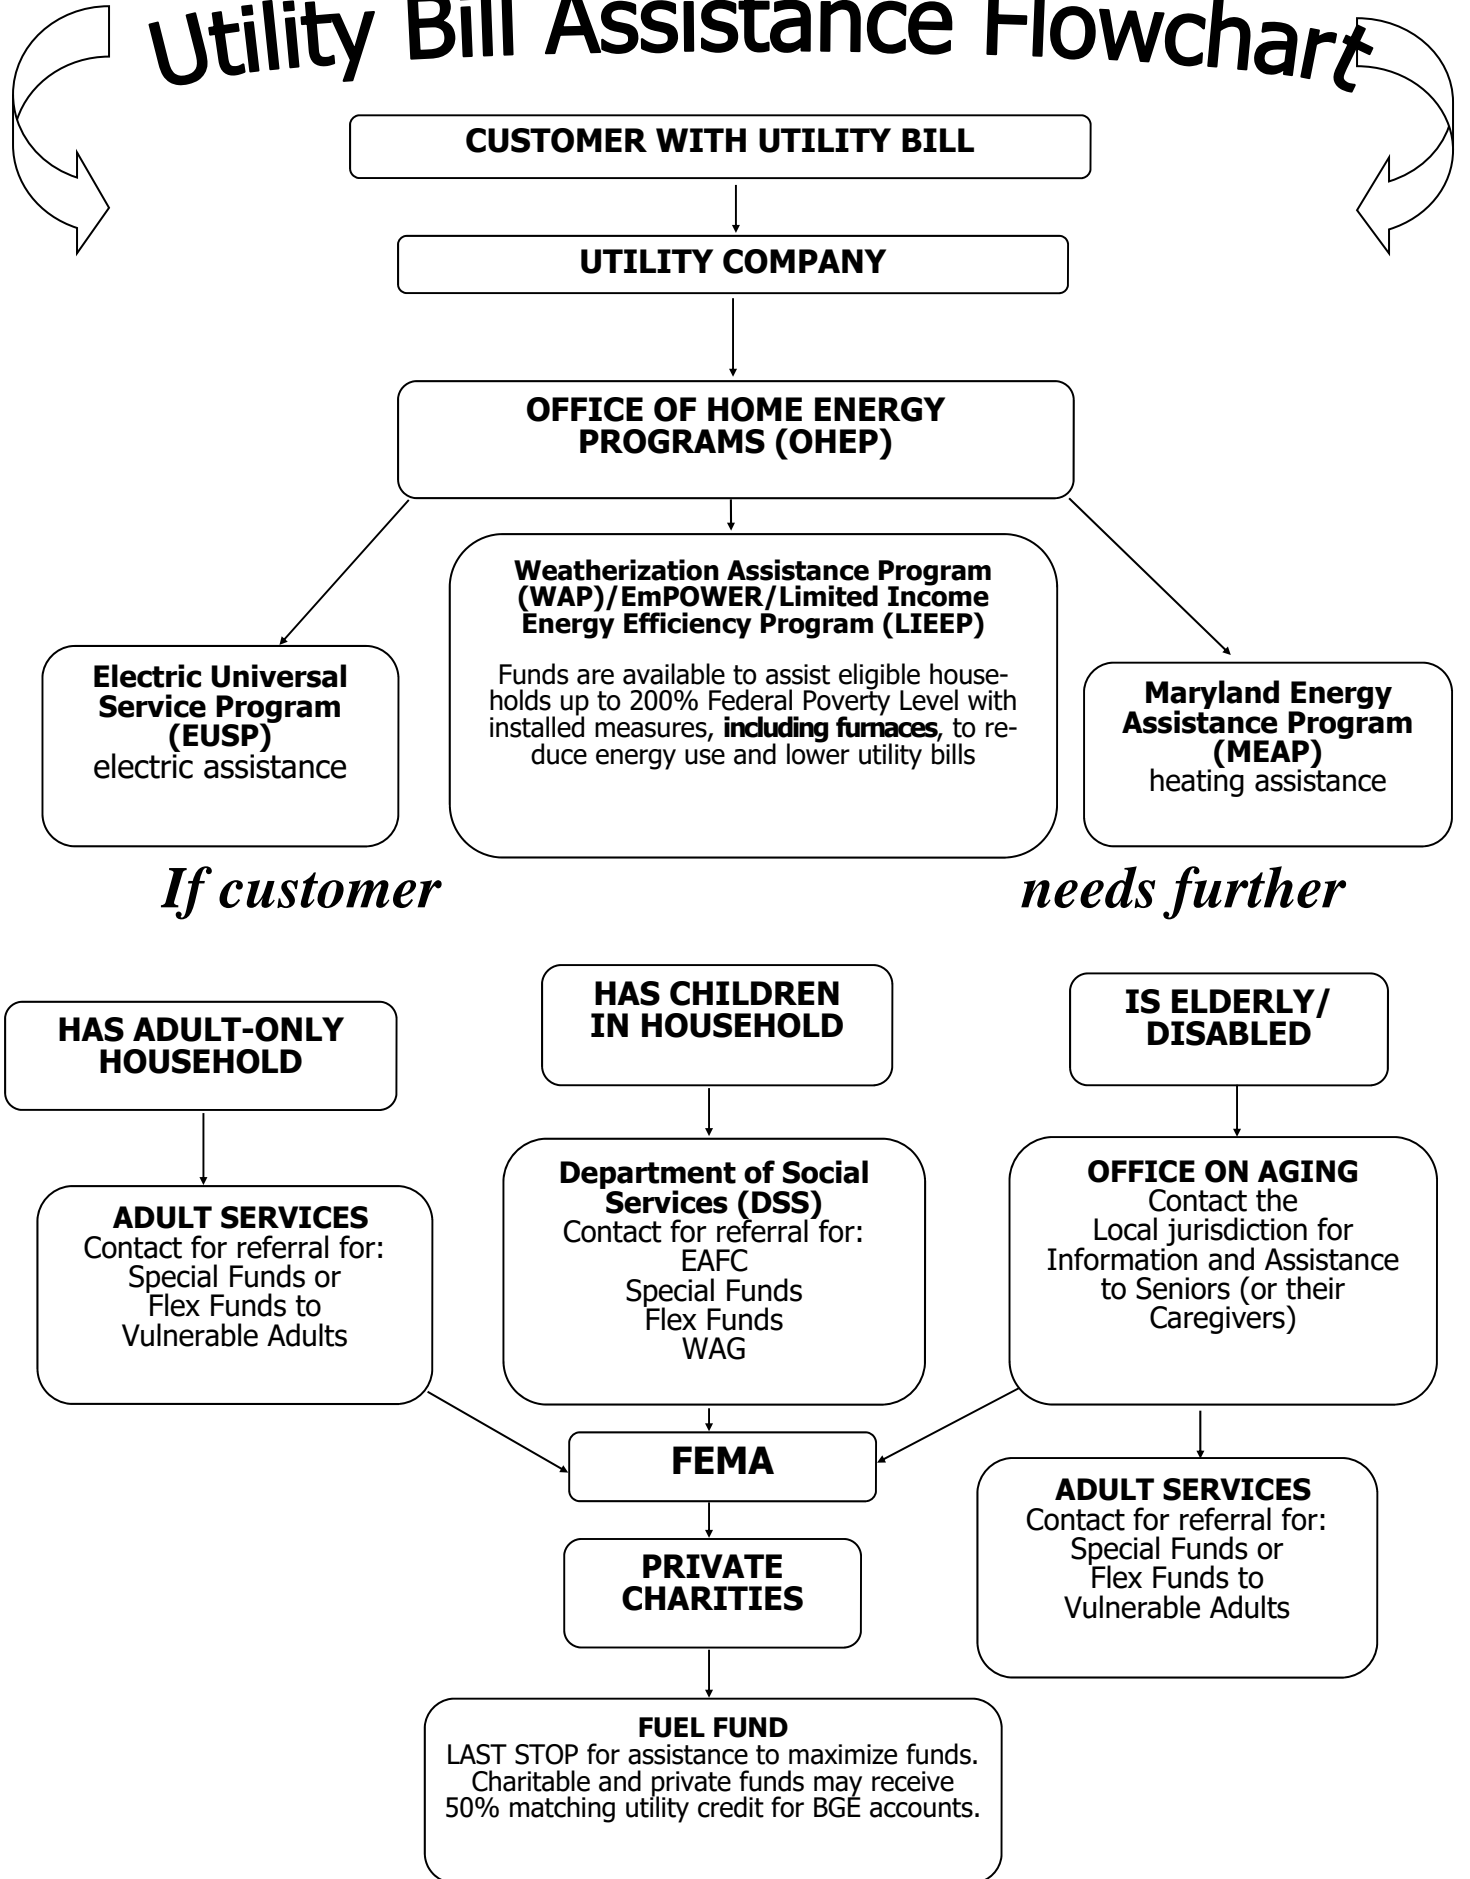 Utility Bill Assistance Flowchart
CUSTOMER WITH UTILITY BILL
UTILITY COMPANY
OFFICE OF HOME ENERGY
PROGRAMS (OHEP)
Electric Universal
Service Program
(EUSP)
electric assistance
Weatherization Assistance Program
(WAP)/EmPOWER/Limited Income
Energy Efficiency Program (LIEEP)
Funds are available to assist eligible house-
holds up to 200% Federal Poverty Level with
installed measures, including furnaces, to re-
duce energy use and lower utility bills
Maryland Energy
Assistance Program
(MEAP)
heating assistance
If customer needs further
HAS ADULT-ONLY
HOUSEHOLD
ADULT SERVICES
Contact for referral for:
Special Funds or
Flex Funds to
Vulnerable Adults
HAS CHILDREN
IN HOUSEHOLD
Department of Social
Services (DSS)
Contact for referral for:
EAFC
Special Funds
Flex Funds
WAG
IS ELDERLY/
DISABLED
OFFICE ON AGING
Contact the
Local jurisdiction for
Information and Assistance
to Seniors (or their
Caregivers)
ADULT SERVICES
Contact for referral for:
Special Funds or
Flex Funds to
Vulnerable Adults
FEMA
PRIVATE
CHARITIES
FUEL FUND
LAST STOP for assistance to maximize funds.
Charitable and private funds may receive
50% matching utility credit for BGE accounts.